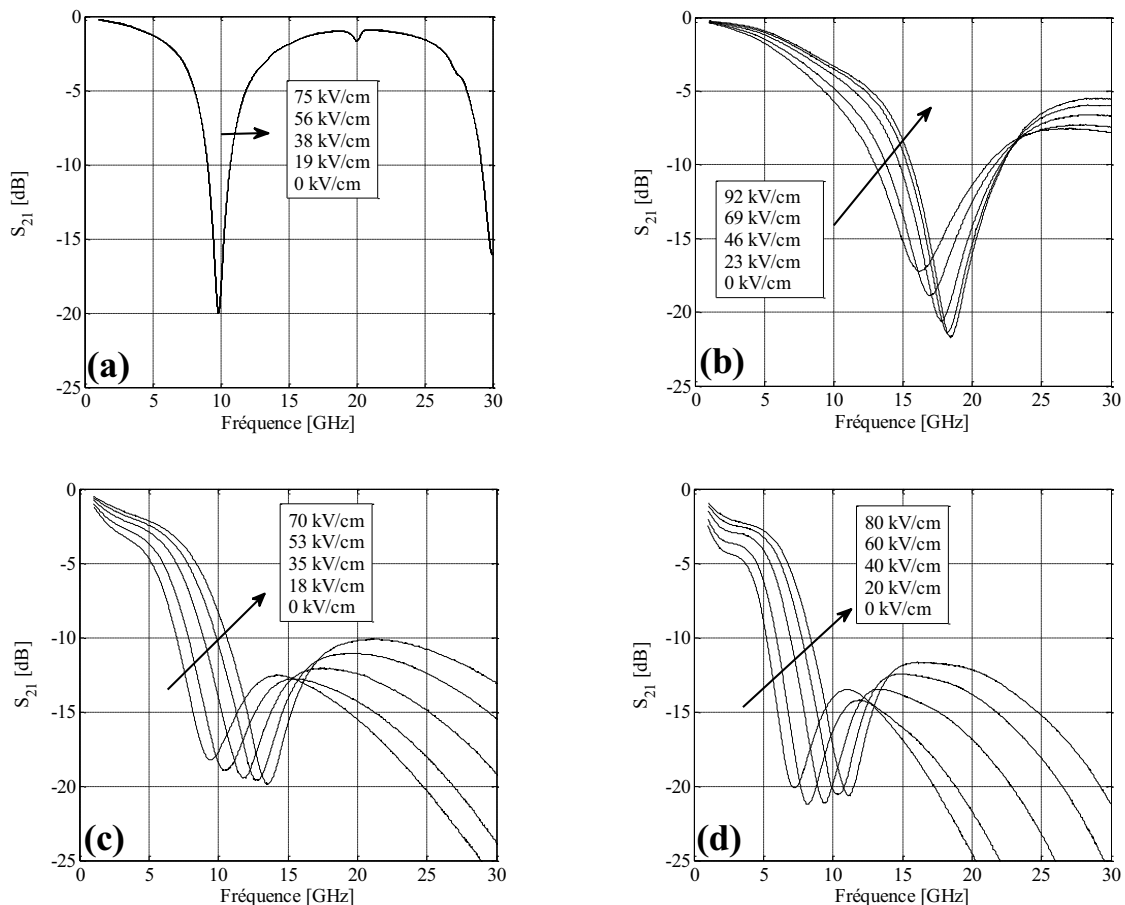 0
-5
-10
-15
-20
-25
S21 [dB]
75 kV/cm
56 kV/cm
38 kV/cm
19 kV/cm
0 kV/cm
(a)
0 5 10 15 20 25 30
Fréquence [GHz]
0
-5
-10
-15
-20
-25
S21 [dB]
92 kV/cm
69 kV/cm
46 kV/cm
23 kV/cm
0 kV/cm
(b)
0 5 10 15 20 25 30
Fréquence [GHz]
0
-5
-10
-15
-20
-25
S21 [dB]
70 kV/cm
53 kV/cm
35 kV/cm
18 kV/cm
0 kV/cm
(c)
0 5 10 15 20 25 30
Fréquence [GHz]
0
-5
-10
-15
-20
-25
S21 [dB]
80 kV/cm
60 kV/cm
40 kV/cm
20 kV/cm
0 kV/cm
(d)
0 5 10 15 20 25 30
Fréquence [GHz]